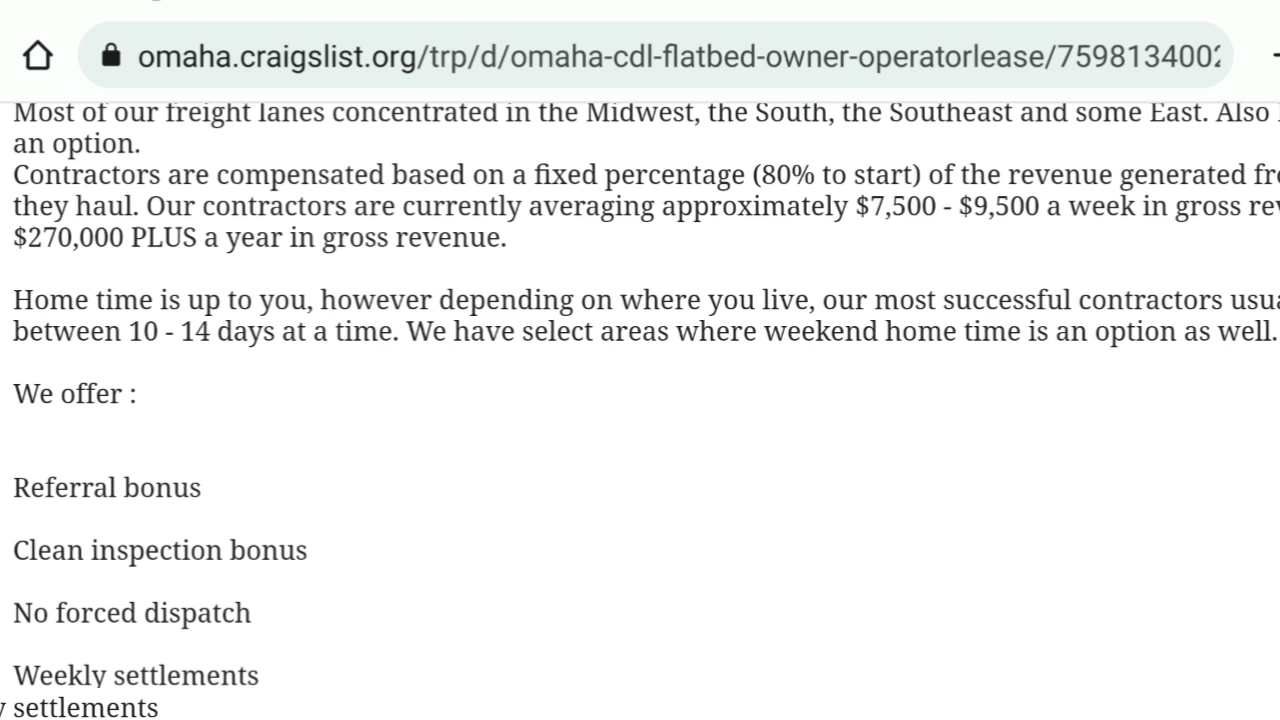 omaha.craigslist.org/trp/d/omaha-cdl-flatbed-owner-operatorlease/759813400
Most of our freight lanes concentrated in the Midwest, the South, the Southeast and some East. Also
an option.
Contractors are compensated based on a fixed percentage (80% to start) of the revenue generated
they haul. Our contractors are currently averaging approximately $7,500 - $9,500 a week in gross
$270,000 PLUS a year in gross revenue.
Home time is up to you, however depending on where you live, our most successful contractors
between 10 - 14 days at a time. We have select areas where weekend home time is an option as well.
We offer :
Referral bonus
Clean inspection bonus
No forced dispatch
Weekly settlements
settlements